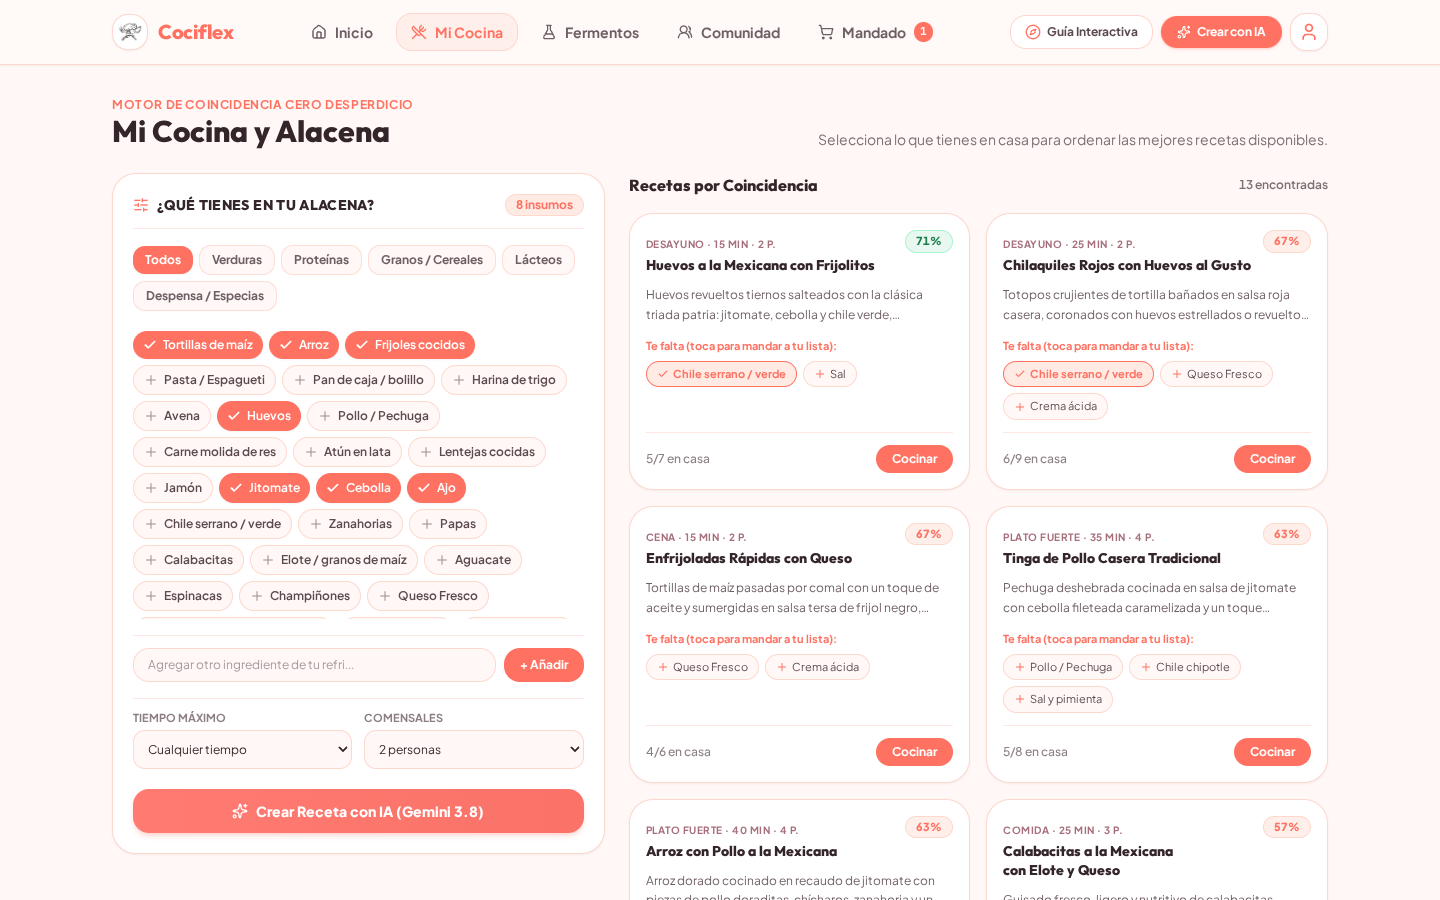 Cociflex
Inicio
Mi Cocina
Fermentos
Comunidad
Mandado 1
Guía Interactiva
Crear con IA
MOTOR DE COINCIDENCIA CERO DESPERDICIO
Mi Cocina y Alacena
Selecciona lo que tienes en casa para ordenar las mejores recetas disponibles.
¿QUÉ TIENES EN TU ALACENA?
8 insumos
Todos
Verduras
Proteínas
Granos / Cereales
Lácteos
Despensa / Especias
Tortillas de maíz
Arroz
Frijoles cocidos
Pasta / Espagueti
Pan de caja / bolillo
Harina de trigo
Avena
Huevos
Pollo / Pechuga
Carne molida de res
Atún en lata
Lentejas cocidas
Jamón
Jitomate
Cebolla
Ajo
Chile serrano / verde
Zanahorias
Papas
Calabacitas
Elote / granos de maíz
Aguacate
Espinacas
Champiñones
Queso Fresco
Agregar otro ingrediente de tu refri...
+ Añadir
TIEMPO MÁXIMO
Cualquier tiempo
COMENSALES
2 personas
Crear Receta con IA (Gemini 3.8)
Recetas por Coincidencia
13 encontradas
DESAYUNO · 15 MIN · 2 P.
71%
Huevos a la Mexicana con Frijolitos
Huevos revueltos tiernos salteados con la clásica
triada patria: jitomate, cebolla y chile verde,...
Te falta (toca para mandar a tu lista):
Chile serrano / verde
Sal
5/7 en casa
Cocinar
DESAYUNO · 25 MIN · 2 P.
67%
Chilaquiles Rojos con Huevos al Gusto
Totopos crujientes de tortilla bañados en salsa roja
casera, coronados con huevos estrellados o revuelto...
Te falta (toca para mandar a tu lista):
Chile serrano / verde
Queso Fresco
Crema ácida
6/9 en casa
Cocinar
CENA · 15 MIN · 2 P.
67%
Enfrijoladas Rápidas con Queso
Tortillas de maíz pasadas por comal con un toque de
aceite y sumergidas en salsa tersa de frijol negro,...
Te falta (toca para mandar a tu lista):
Queso Fresco
Crema ácida
4/6 en casa
Cocinar
PLATO FUERTE · 35 MIN · 4 P.
63%
Tinga de Pollo Casera Tradicional
Pechuga deshebrada cocinada en salsa de jitomate
con cebolla fileteada caramelizada y un toque...
Te falta (toca para mandar a tu lista):
Pollo / Pechuga
Chile chipotle
Sal y pimienta
5/8 en casa
Cocinar
PLATO FUERTE · 40 MIN · 4 P.
63%
Arroz con Pollo a la Mexicana
Arroz dorado cocinado en recaudo de jitomate con
piezas de pollo doraditas, chícharos, zanahoria y un
COMIDA · 25 MIN · 3 P.
57%
Calabacitas a la Mexicana
con Elote y Queso
Guisado fresco, ligero y nutritivo de calabacitas